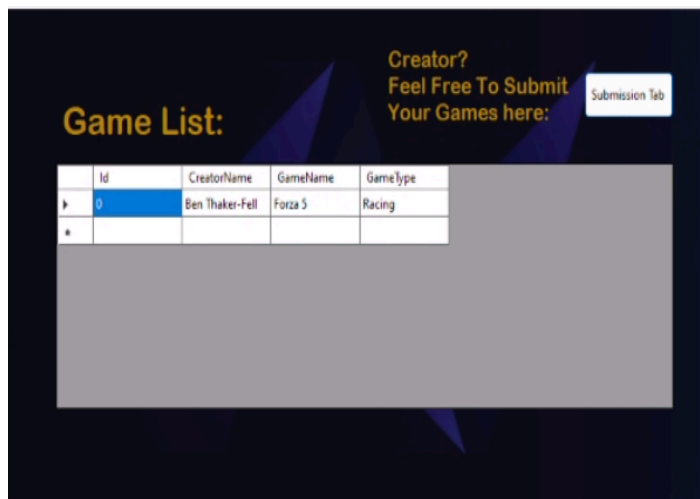 Creator?
Feel Free To Submit
Your Games here:
Submission Tab
Game List:
Id CreatorName GameName GameType
0 Ben Thaker-Fell Forza 5 Racing
*